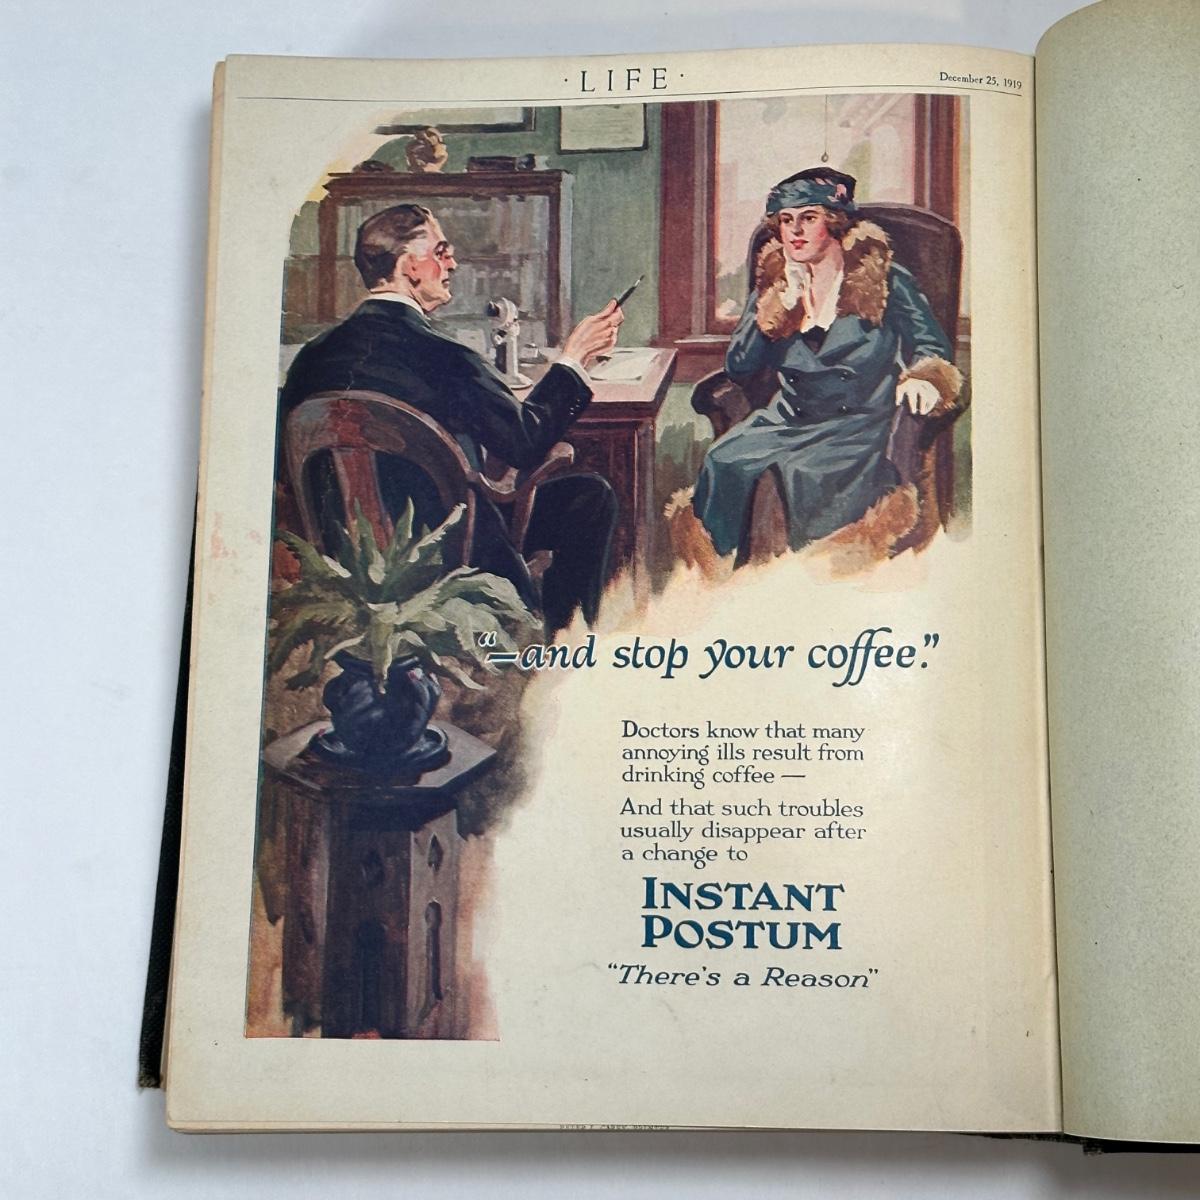 · LIFE ·
December 25, 1919
"—and stop your coffee."
Doctors know that many
annoying ills result from
drinking coffee —
And that such troubles
usually disappear after
a change to
INSTANT
POSTUM
"There's a Reason"